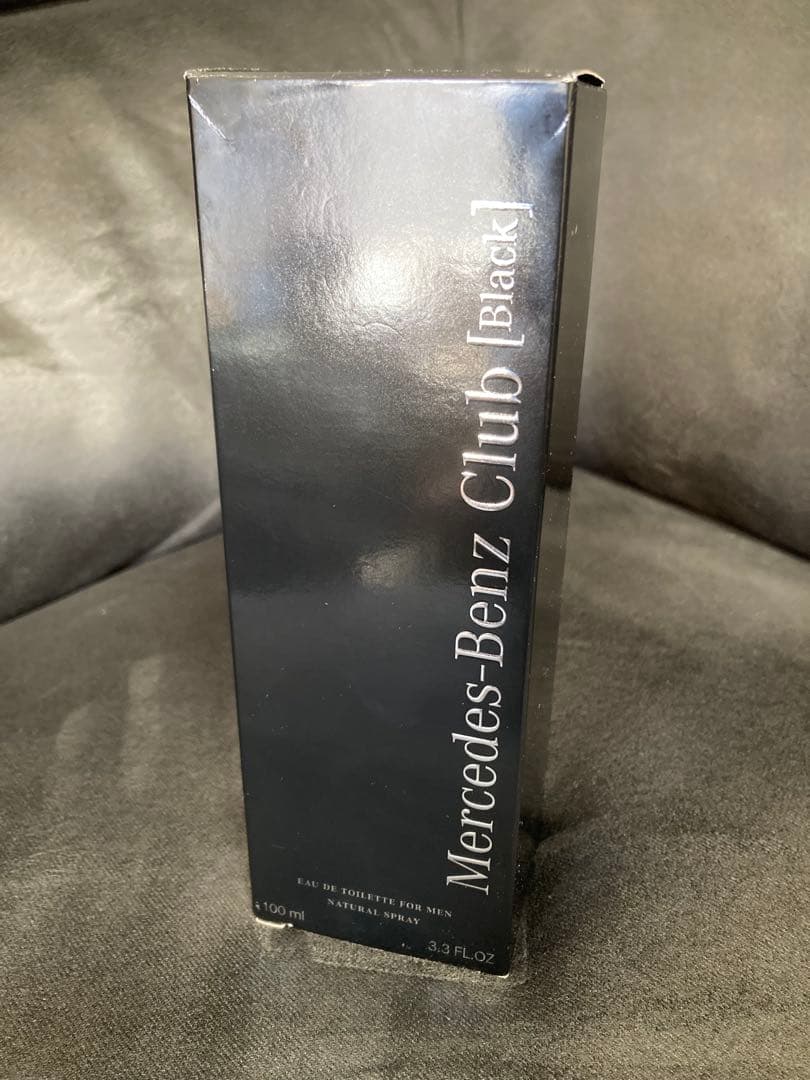 Mercedes-Benz Club [Black]
EAU DE TOILETTE FOR MEN
NATURAL SPRAY
100 ml
3.3 FL.OZ